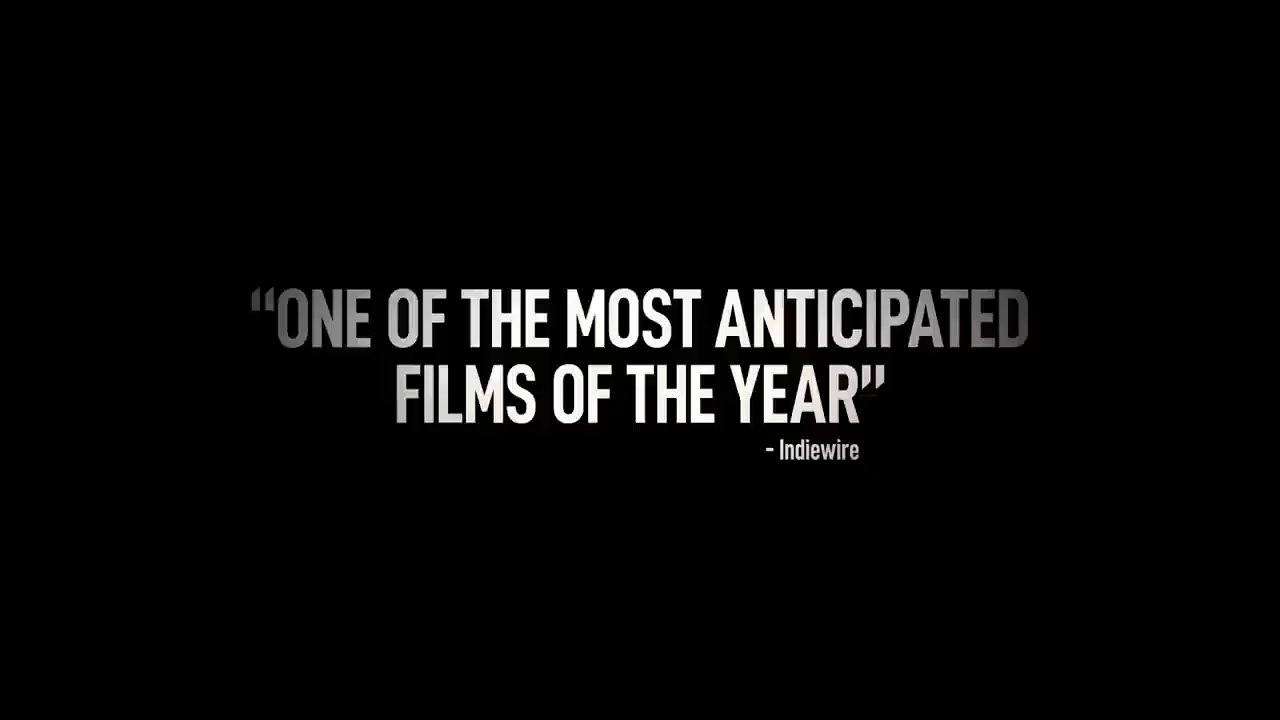 “ONE OF THE MOST ANTICIPATED
FILMS OF THE YEAR”
- Indiewire